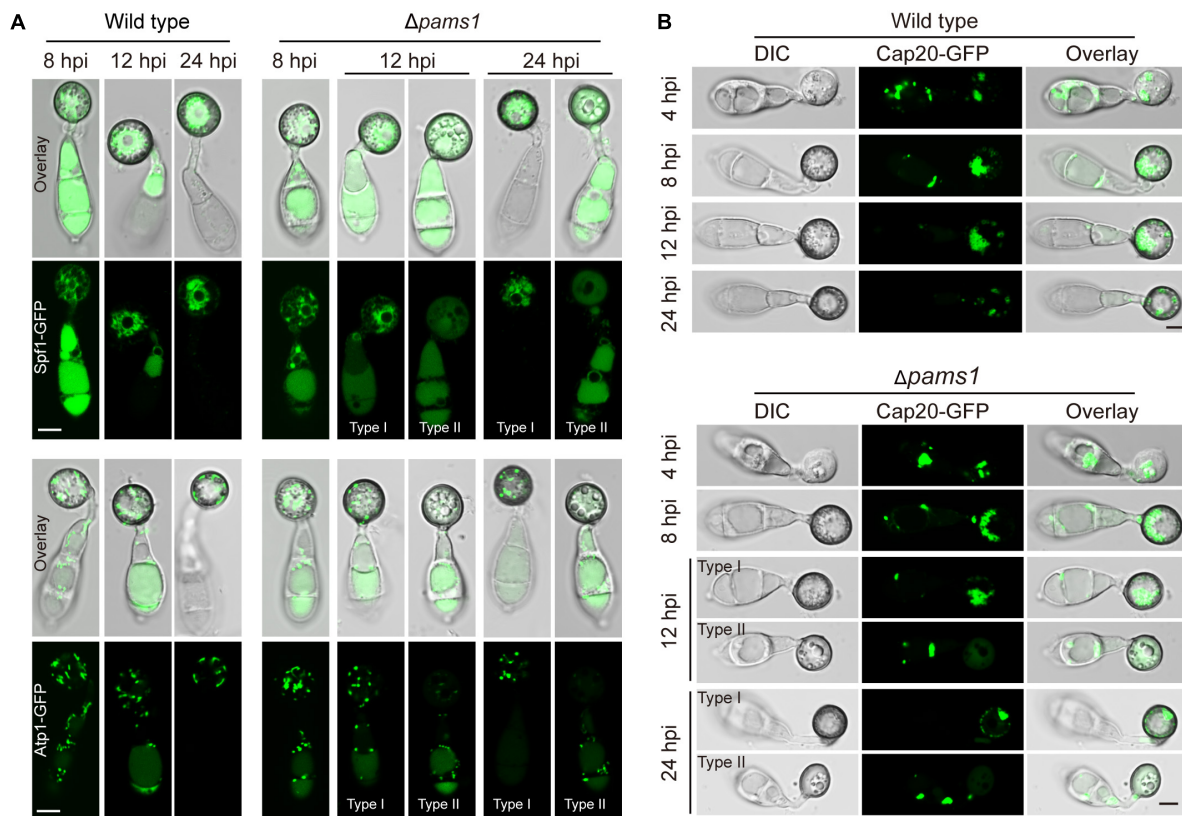 A
Wild type
Δpams1
8 hpi
12 hpi
24 hpi
8 hpi
12 hpi
24 hpi
Overlay
Spf1-GFP
Type I
Type II
Type I
Type II
Overlay
Atp1-GFP
Type I
Type II
Type I
Type II
B
Wild type
DIC
Cap20-GFP
Overlay
4 hpi
8 hpi
12 hpi
24 hpi
Δpams1
DIC
Cap20-GFP
Overlay
4 hpi
8 hpi
12 hpi
Type I
Type II
24 hpi
Type I
Type II